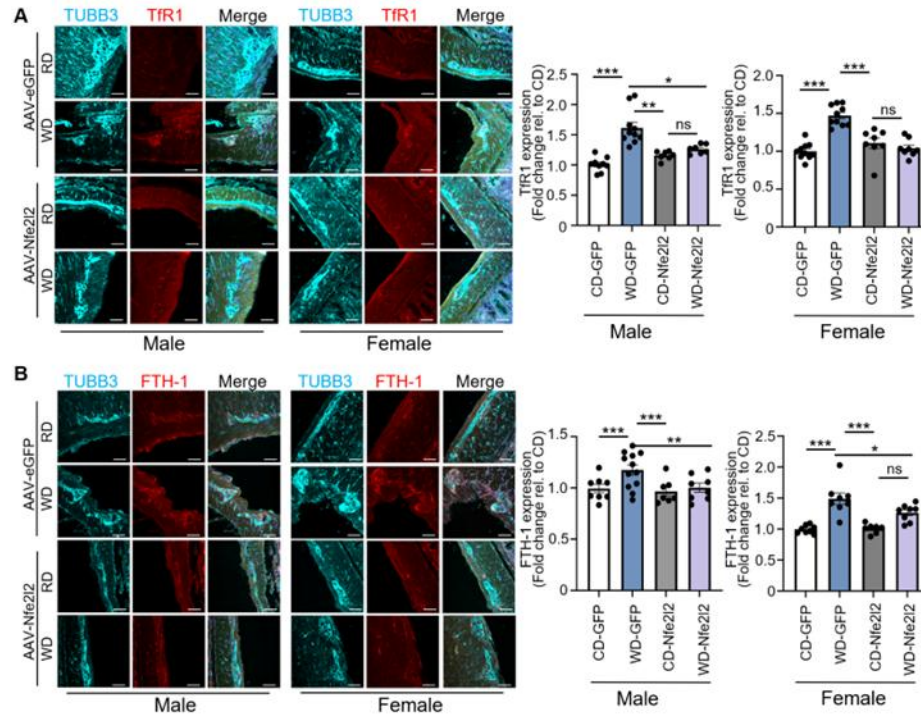 A
TUBB3 TfR1 Merge TUBB3 TfR1 Merge
AAV-eGFP
RD
WD
AAV-Nfe2l2
RD
WD
Male Female
TfR1 expression
(Fold change rel. to CD)
2.5
2.0
1.5
1.0
0.5
0
*** * ** ns
CD-GFP
WD-GFP
CD-Nfe2l2
WD-Nfe2l2
Male
TfR1 expression
(Fold change rel. to CD)
2.0
1.5
1.0
0.5
0
*** *** ns
CD-GFP
WD-GFP
CD-Nfe2l2
WD-Nfe2l2
Female
B
TUBB3 FTH-1 Merge TUBB3 FTH-1 Merge
AAV-eGFP
RD
WD
AAV-Nfe2l2
RD
WD
Male Female
FTH-1 expression
(Fold change rel. to CD)
1.5
1.0
0.5
0
*** *** **
CD-GFP
WD-GFP
CD-Nfe2l2
WD-Nfe2l2
Male
FTH-1 expression
(Fold change rel. to CD)
2.5
2.0
1.5
1.0
0.5
0
*** *** * ns
CD-GFP
WD-GFP
CD-Nfe2l2
WD-Nfe2l2
Female